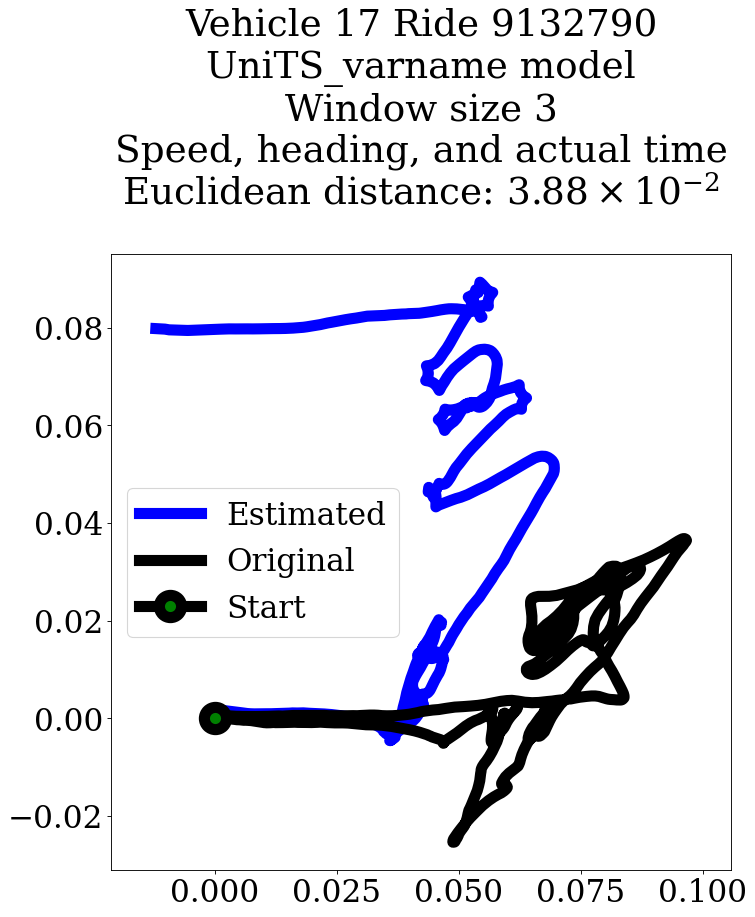 Vehicle 17 Ride 9132790
UniTS_varname model
Window size 3
Speed, heading, and actual time
Euclidean distance: 3.88 × 10⁻²
0.08
0.06
0.04
0.02
0.00
−0.02
Estimated
Original
Start
0.000 0.025 0.050 0.075 0.100